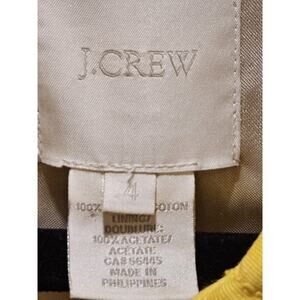 J.CREW
4
100% COTON
LINING/
DOUBLURE:
100% ACETATE/
ACETATE
CA# 56445
MADE IN
PHILIPPINES